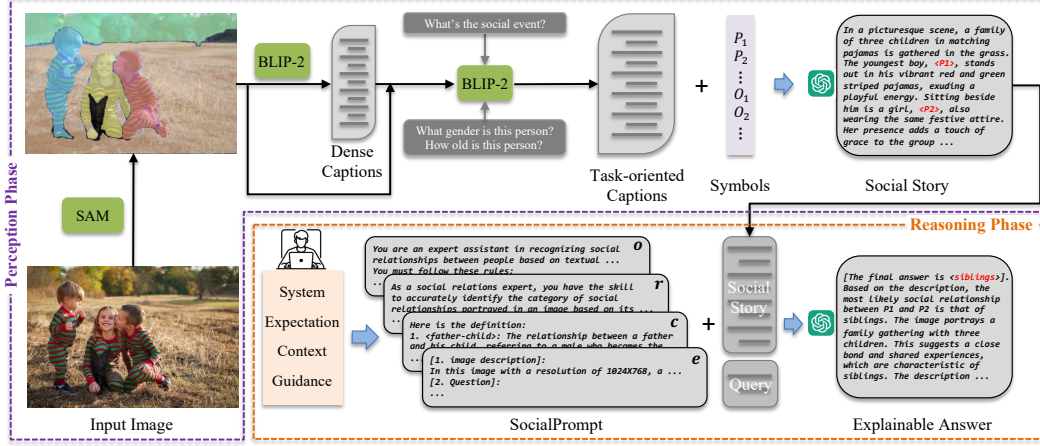 What's the social event?
BLIP-2
Dense
Captions
BLIP-2
What gender is this person?
How old is this person?
Task-oriented
Captions
+
P1
P2
⋮
O1
O2
⋮
Symbols
In a picturesque scene, a family
of three children in matching
pajamas is gathered in the grass.
The youngest boy, <P1>, stands
out in his vibrant red and green
striped pajamas, exuding a
playful energy. Sitting beside
him is a girl, <P2>, also
wearing the same festive attire.
Her presence adds a touch of
grace to the group ...
Social Story
Perception Phase
SAM
Input Image
Reasoning Phase
System
Expectation
Context
Guidance
o
You are an expert assistant in recognizing social
relationships between people based on textual ...
You must follow these rules:
...
r
As a social relations expert, you have the skill
to accurately identify the category of social
relationships portrayed in an image based on its ...
...
c
Here is the definition:
1. <father-child>: The relationship between a father
and his child, referring to a male who becomes the
...
e
[1. image description]:
In this image with a resolution of 1024X768, a ...
[2. Question]:
...
SocialPrompt
+
Social
Story
Query
[The final answer is <siblings>].
Based on the description, the
most likely social relationship
between P1 and P2 is that of
siblings. The image portrays a
family gathering with three
children. This suggests a close
bond and shared experiences,
which are characteristic of
siblings. The description ...
Explainable Answer